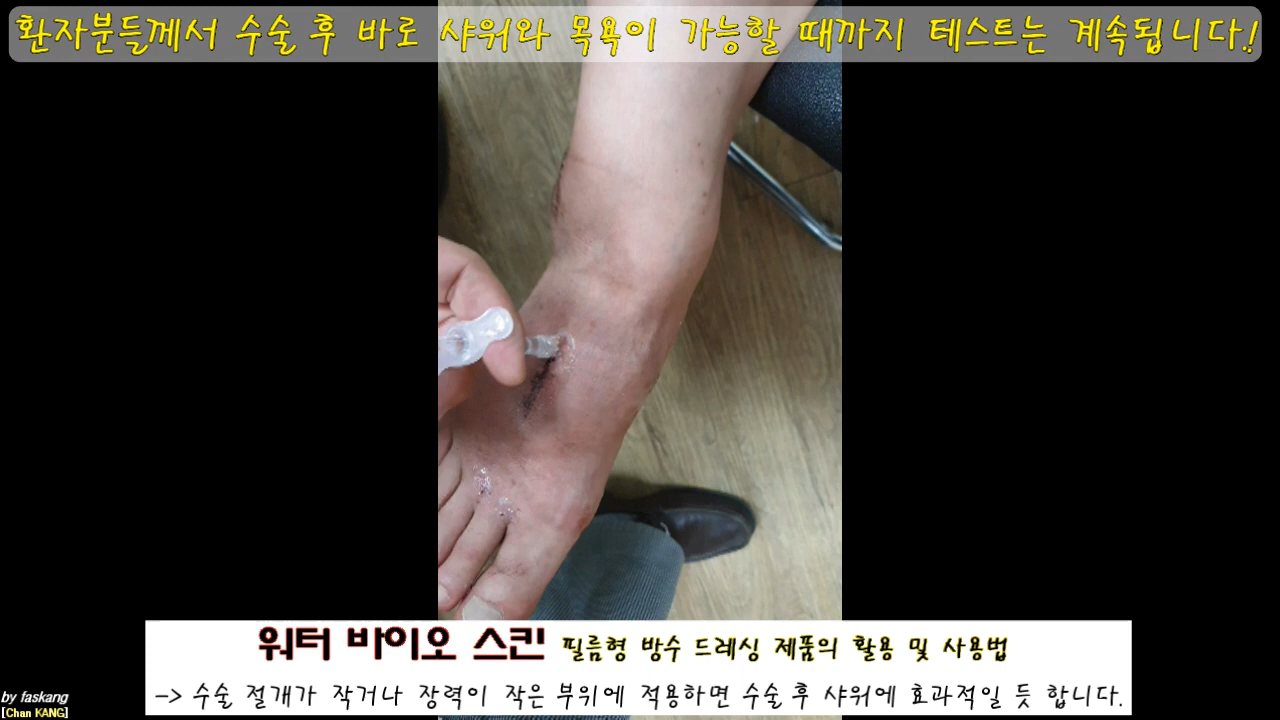 환자분들께서 수술 후 바로 샤워와 목욕이 가능할 때까지 테스트는 계속됩니다!
워터 바이오 스킨 필름형 방수 드레싱 제품의 활용 및 사용법
-> 수술 절개가 작거나 장력이 작은 부위에 적용하면 수술 후 샤워에 효과적일 듯 합니다.
by faskang
[Chan KANG]